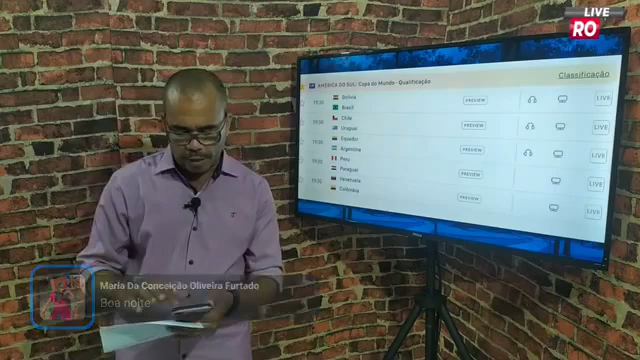 LIVE
RO
AMÉRICA DO SUL: Copa do Mundo - Qualificação
Classificação
19:30 Bolívia PREVIEW LIVE
Brasil
19:30 Chile PREVIEW LIVE
Uruguai
19:30 Equador PREVIEW LIVE
Argentina
19:30 Peru PREVIEW LIVE
Paraguai
19:30 Venezuela PREVIEW LIVE
Colômbia
Maria Da Conceição Oliveira Furtado
Boa noite